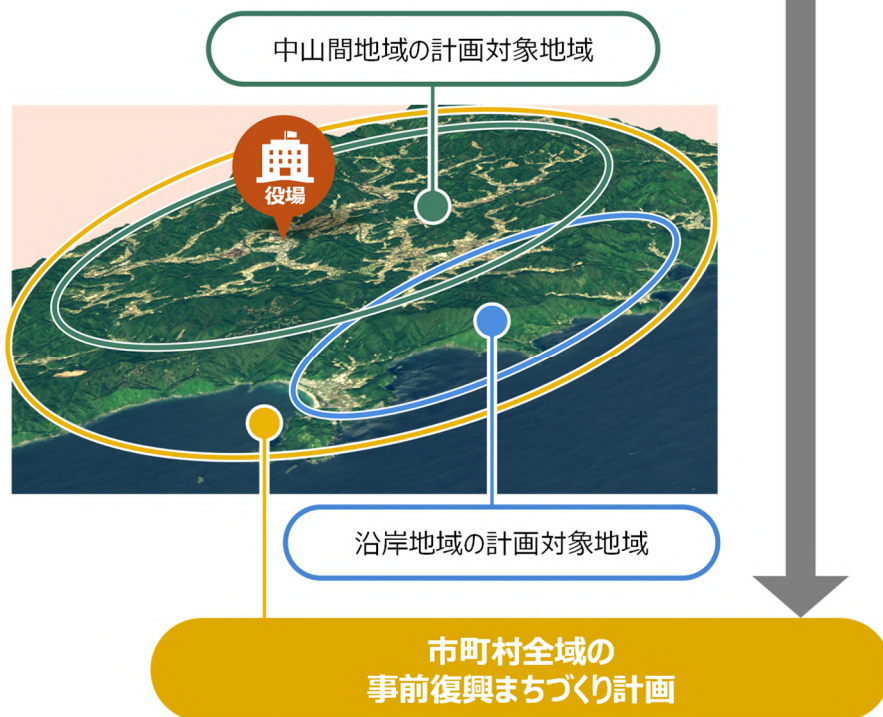 中山間地域の計画対象地域
役場
沿岸地域の計画対象地域
市町村全域の
事前復興まちづくり計画